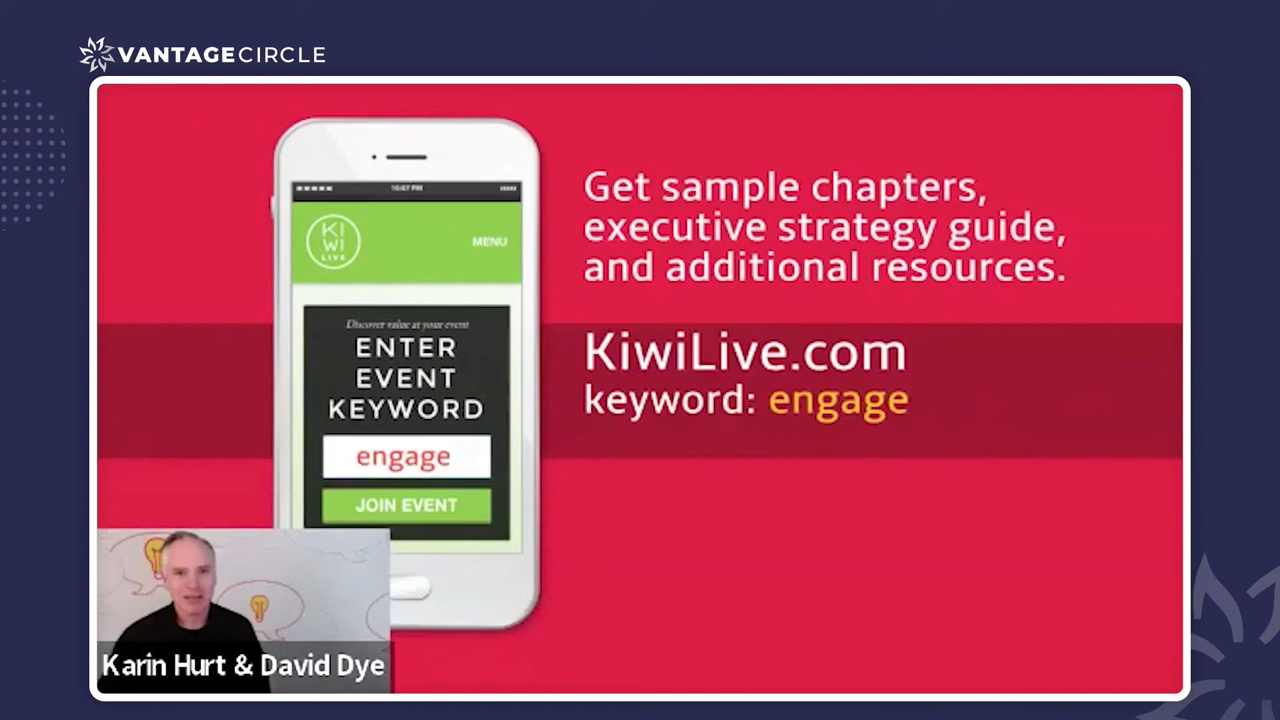 VANTAGECIRCLE
10:07 PM
KI
WI
LIVE
MENU
Discover value at your event
ENTER
EVENT
KEYWORD
engage
JOIN EVENT
Get sample chapters,
executive strategy guide,
and additional resources.
KiwiLive.com
keyword: engage
Karin Hurt & David Dye